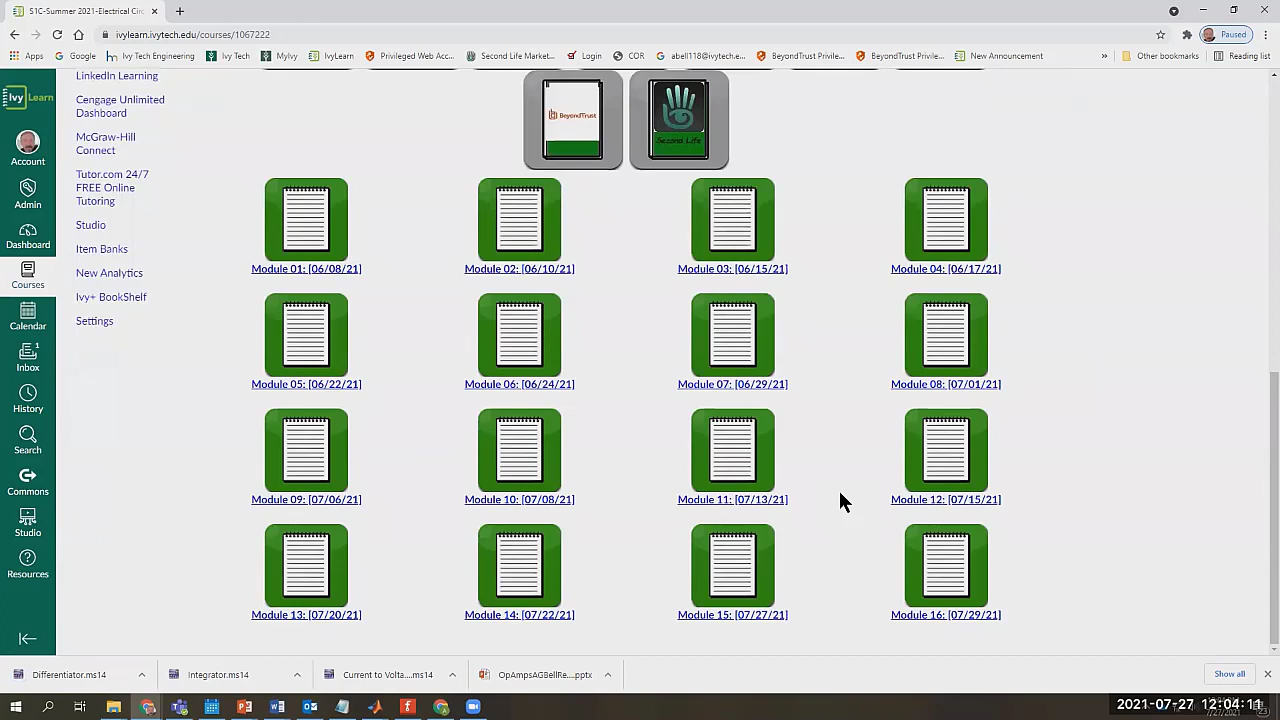 S1C-Summer 2021-Electrical Circ
ivylearn.ivytech.edu/courses/1067222
Paused
Apps
Google
Ivy Tech Engineering
Ivy Tech
MyIvy
IvyLearn
Privileged Web Acc...
Second Life Market...
Login
COR
abell118@ivytech.e...
BeyondTrust Privile...
BeyondTrust Privile...
New Announcement
»
Other bookmarks
Reading list
Ivy Learn
Account
Admin
Dashboard
Courses
Calendar
1
Inbox
History
Search
Commons
Studio
Resources
LinkedIn Learning
Cengage Unlimited
Dashboard
McGraw-Hill
Connect
Tutor.com 24/7
FREE Online
Tutoring
Studio
Item Banks
New Analytics
Ivy+ BookShelf
Settings
BeyondTrust
Second Life
Module 01: [06/08/21]
Module 02: [06/10/21]
Module 03: [06/15/21]
Module 04: [06/17/21]
Module 05: [06/22/21]
Module 06: [06/24/21]
Module 07: [06/29/21]
Module 08: [07/01/21]
Module 09: [07/06/21]
Module 10: [07/08/21]
Module 11: [07/13/21]
Module 12: [07/15/21]
Module 13: [07/20/21]
Module 14: [07/22/21]
Module 15: [07/27/21]
Module 16: [07/29/21]
Differentiator.ms14
Integrator.ms14
Current to Volta....ms14
OpAmpsAGBellRe....pptx
Show all
2021-07-27 12:04:11